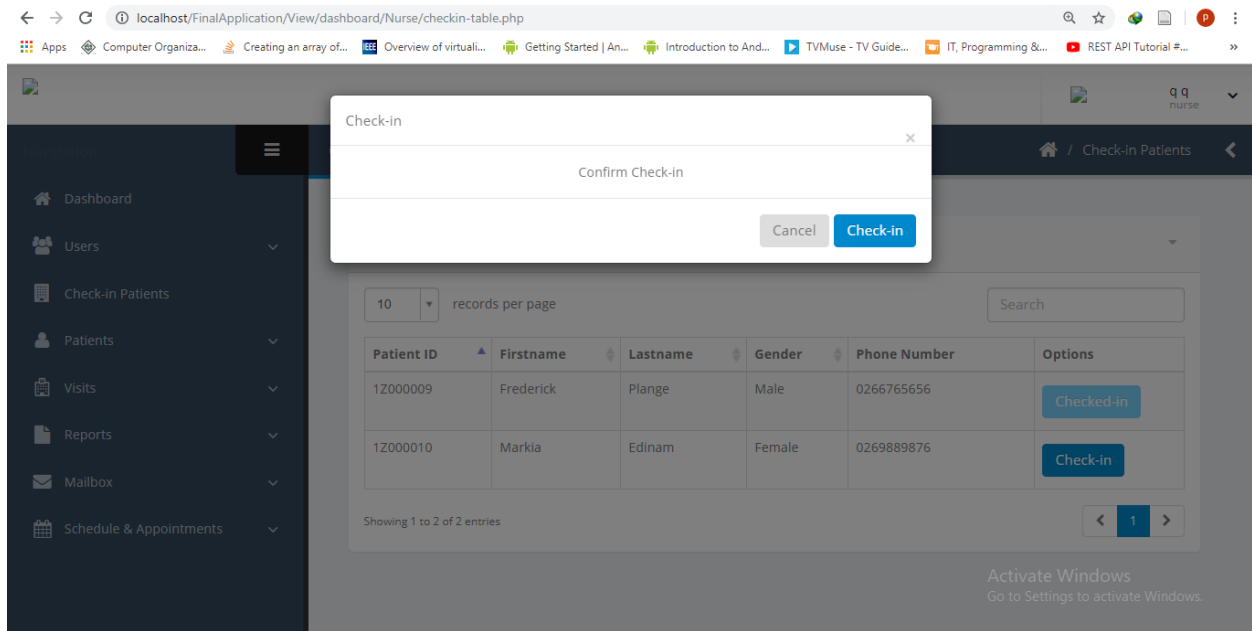 localhost/FinalApplication/View/dashboard/Nurse/checkin-table.php
P
Apps Computer Organiza... Creating an array of... IEEE Overview of virtuali... Getting Started | An... Introduction to And... TVMuse - TV Guide... IT, Programming &... REST API Tutorial #... »
q q
nurse
Check-in
×
Navigation
/ Check-in Patients
Confirm Check-in
Cancel Check-in
Dashboard
Users
Check-in Patients
Patients
Visits
Reports
Mailbox
Schedule & Appointments
10 records per page Search
Patient ID Firstname Lastname Gender Phone Number Options
1Z000009 Frederick Plange Male 0266765656 Checked-in
1Z000010 Markia Edinam Female 0269889876 Check-in
Showing 1 to 2 of 2 entries 1
Activate Windows
Go to Settings to activate Windows.